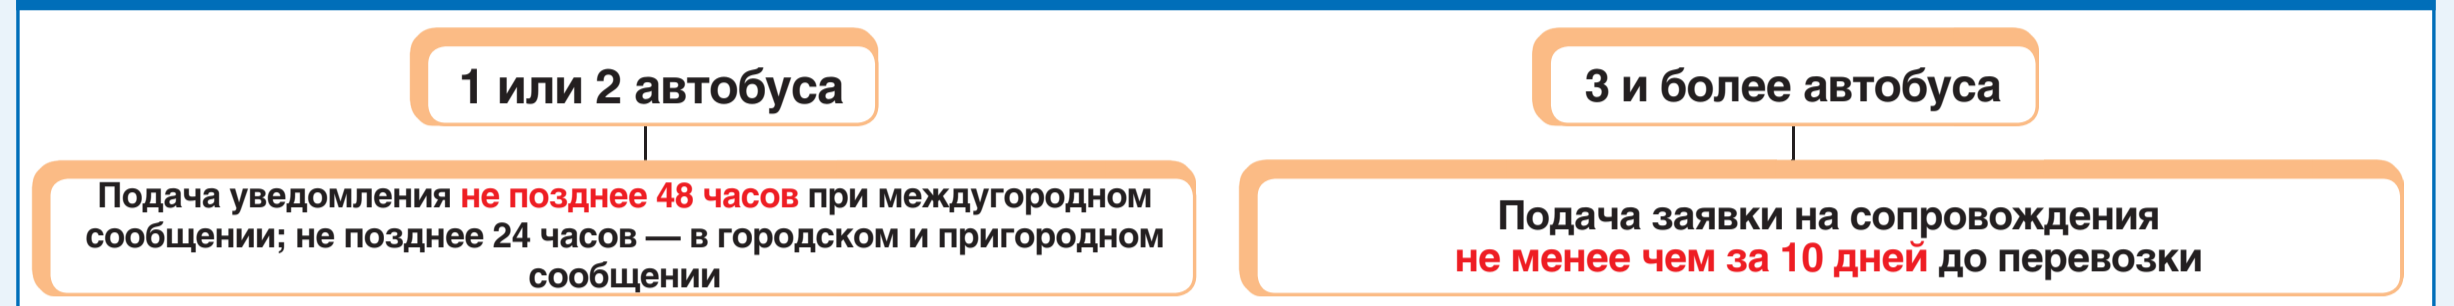 1 или 2 автобуса
Подача уведомления не позднее 48 часов при междугородном
сообщении; не позднее 24 часов — в городском и пригородном
сообщении
3 и более автобуса
Подача заявки на сопровождения
не менее чем за 10 дней до перевозки